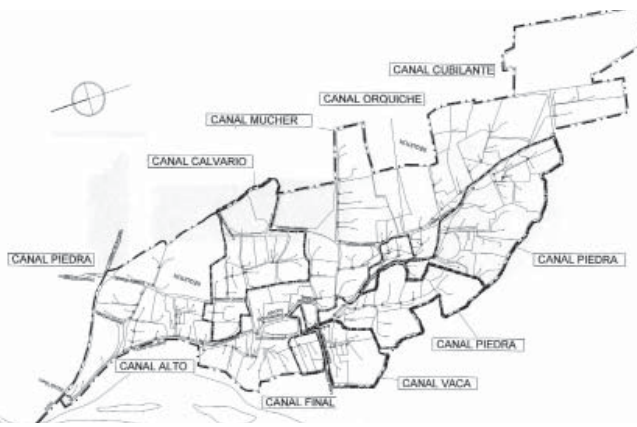 CANAL CUBILANTE
CANAL ORQUICHE
CANAL MUCHER
CANAL CALVARIO
CANAL PIEDRA
CANAL PIEDRA
CANAL PIEDRA
CANAL ALTO
CANAL VACA
CANAL FINAL